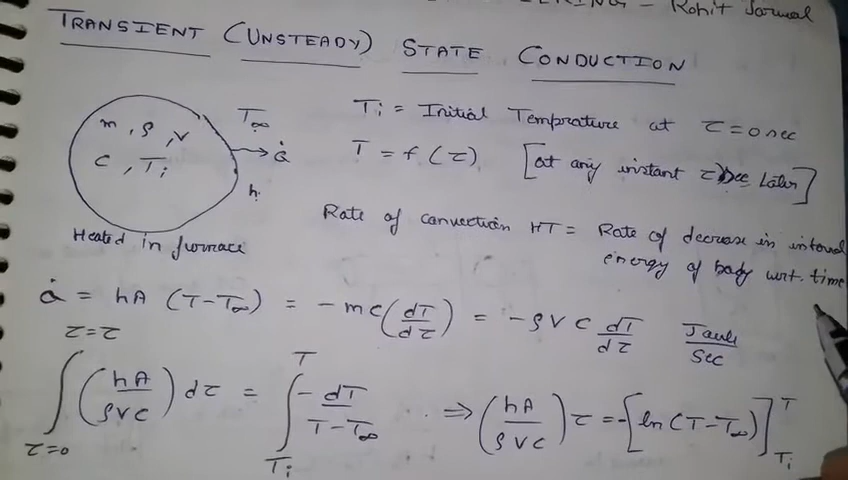 - Rohit
TRANSIENT (UNSTEADY) STATE CONDUCTION
m, ρ, V
C, Ti
T∞
Q̇
h
Heated in furnace
Ti = Initial Temprature at τ = 0 sec
T = f (τ) [at any instant τ sec later]
Rate of convection HT = Rate of decrease in internal
energy of body wrt. time
Q̇ = hA (T-T∞) = -mc(dT/dτ) = -ρVC dT/dτ Joule/Sec
∫_{τ=0}^{τ=τ} (hA/ρVC) dτ = ∫_{Ti}^{T} -dT/(T-T∞) ⇒ (hA/ρVC) τ = -[ln(T-T∞)]_{Ti}^{T}